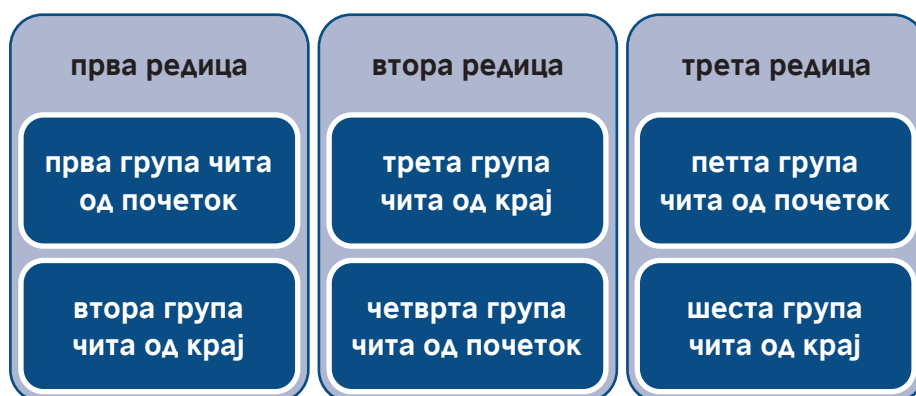 прва редица
прва група чита
од почеток
втора група
чита од крај
втора редица
трета група
чита од крај
четврта група
чита од почеток
трета редица
петта група
чита од почеток
шеста група
чита од крај